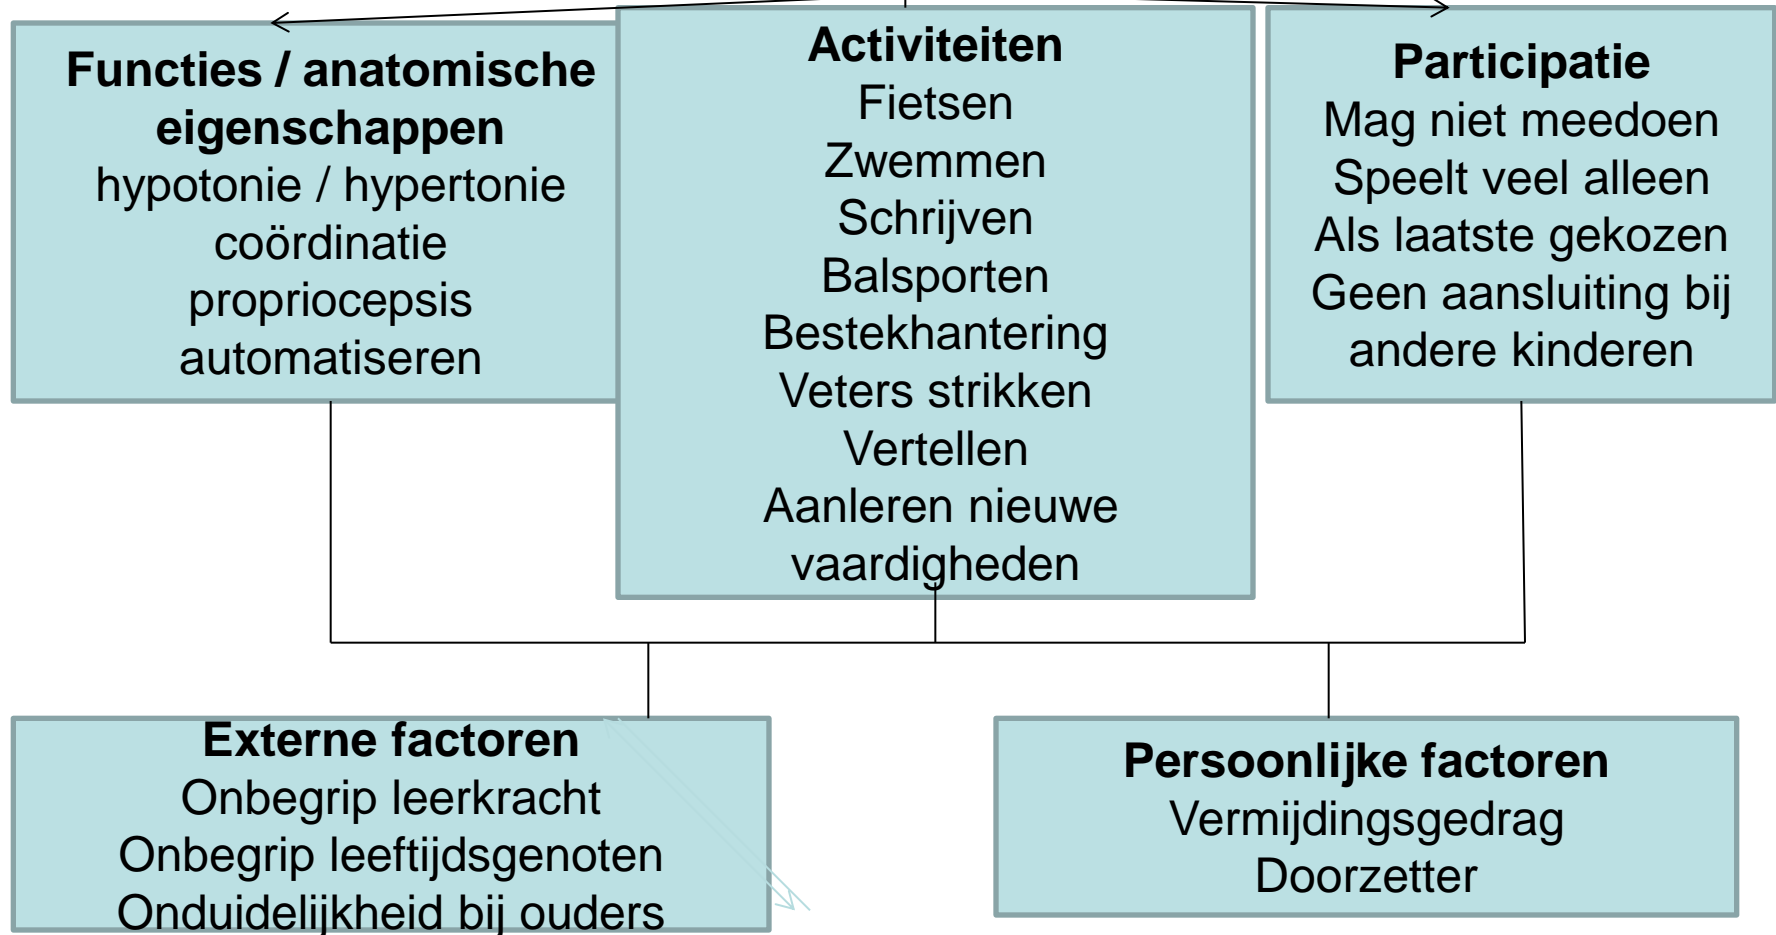 Functies / anatomische
eigenschappen
hypotonie / hypertonie
coördinatie
propriocepsis
automatiseren
Activiteiten
Fietsen
Zwemmen
Schrijven
Balsporten
Bestekhantering
Veters strikken
Vertellen
Aanleren nieuwe
vaardigheden
Participatie
Mag niet meedoen
Speelt veel alleen
Als laatste gekozen
Geen aansluiting bij
andere kinderen
Externe factoren
Onbegrip leerkracht
Onbegrip leeftijdsgenoten
Onduidelijkheid bij ouders
Persoonlijke factoren
Vermijdingsgedrag
Doorzetter